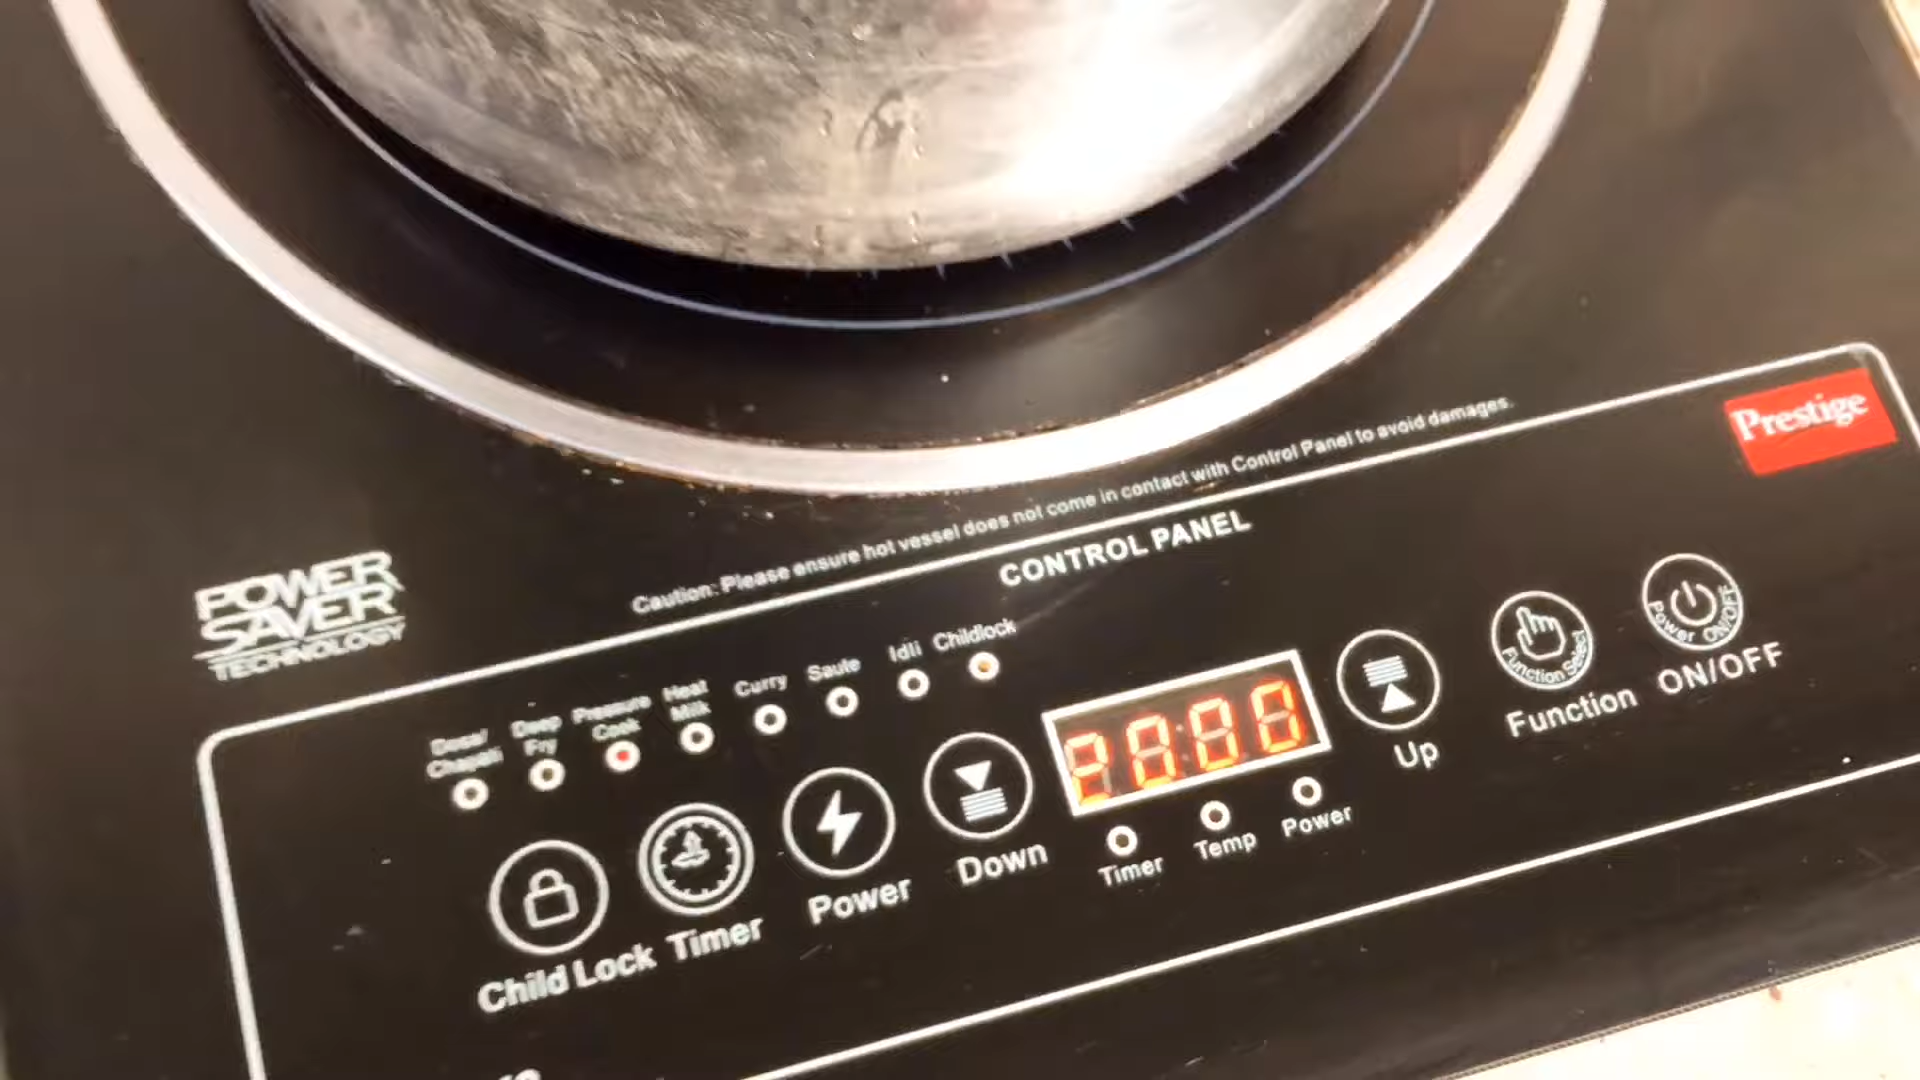 Prestige
Caution: Please ensure hot vessel does not come in contact with Control Panel to avoid damages.
CONTROL PANEL
POWER
SAVER
TECHNOLOGY
Dosa/
Chapati
Deep
Fry
Pressure
Cook
Heat
Milk
Curry
Saute
Idli
Childlock
2000
Timer
Temp
Power
Child Lock
Timer
Power
Down
Up
Function Select
Function
Power ON/OFF
ON/OFF